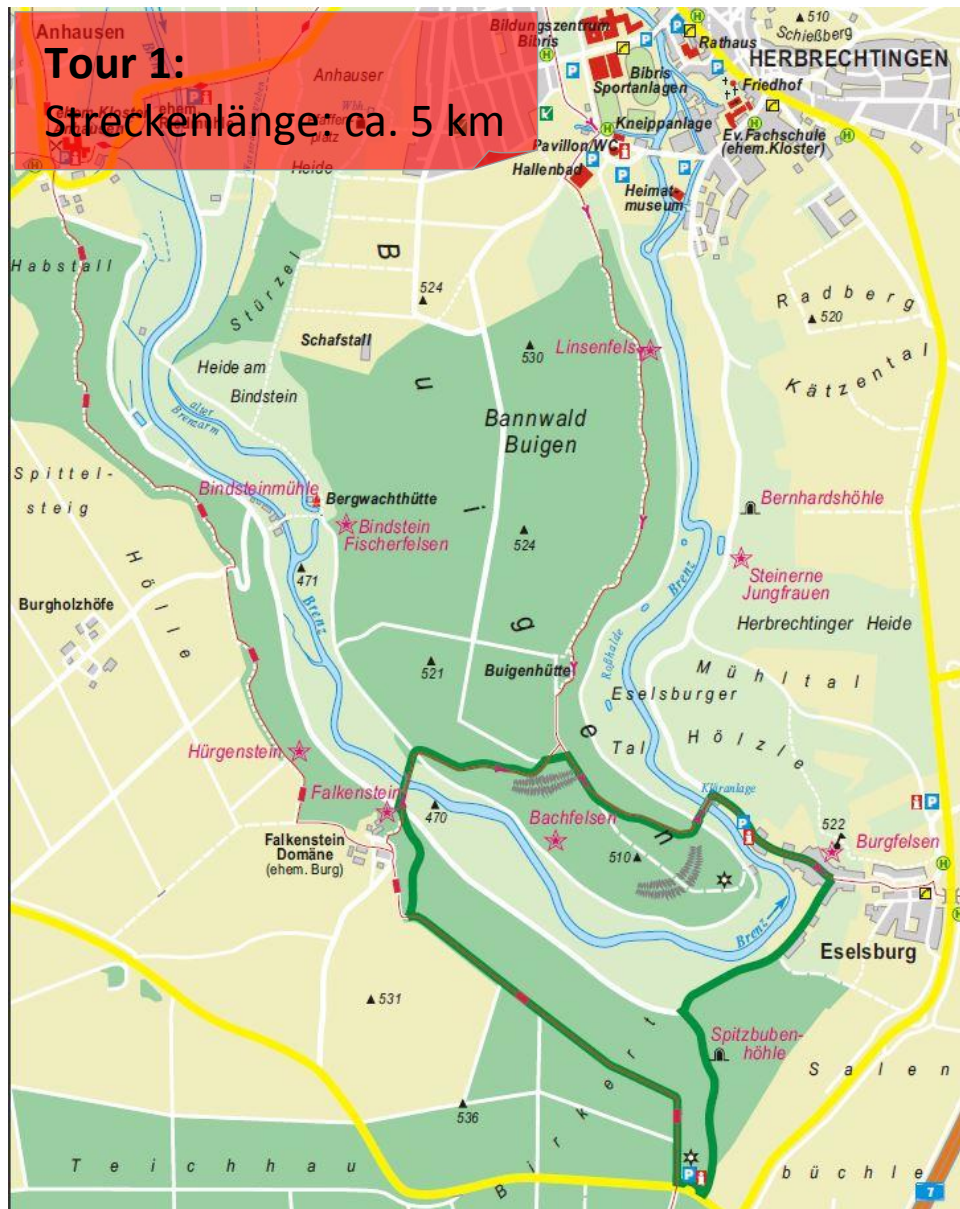 Anhausen
Tour 1:
Streckenlänge: ca. 5 km
Anhauser
Heide
Bildungszentrum
Bibris
Bibris
Sportanlagen
Rathaus
510
Schießberg
HERBRECHTINGEN
Friedhof
Kneippanlage
Ev.Fachschule
(ehem.Kloster)
Pavillon/WC
Hallenbad
Heimat-
museum
Habstall
Stürzel
524
Schafstall
Heide am
Bindstein
alter
Brenzarm
Buigen
530
Linsenfels
Bannwald
Buigen
Radberg
520
Kätzental
Spittel-
steig
Hölle
Bindsteinmühle
Bergwachthütte
Bindstein
Fischerfelsen
524
471
Brenz
Bernhardshöhle
Steinerne
Jungfrauen
Brenz
Herbrechtinger Heide
Burgholzhöfe
521
Buigenhütte
Roßhalde
Eselsburger
Tal
Mühltal
Hölzle
Hürgenstein
Falkenstein
470
Falkenstein
Domäne
(ehem. Burg)
Bachfelsen
510
Kläranlage
522
Burgfelsen
Brenz
Eselsburg
531
Spitzbuben-
höhle
Salen
büchle
536
Teichhau
Birkert
7